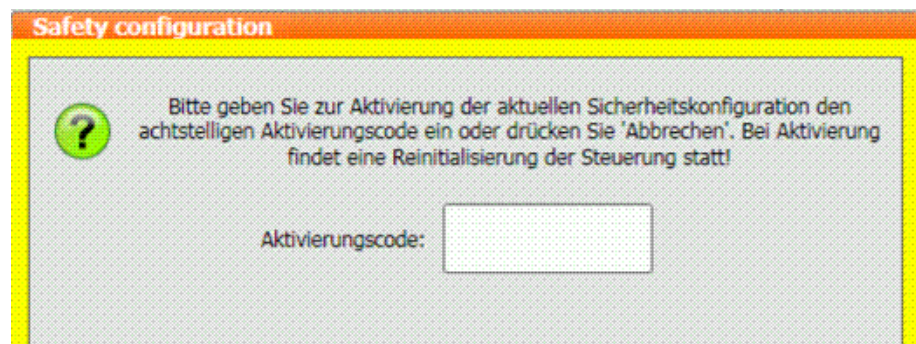 Safety configuration
Bitte geben Sie zur Aktivierung der aktuellen Sicherheitskonfiguration den
achtstelligen Aktivierungscode ein oder drücken Sie 'Abbrechen'. Bei Aktivierung
findet eine Reinitialisierung der Steuerung statt!
Aktivierungscode: